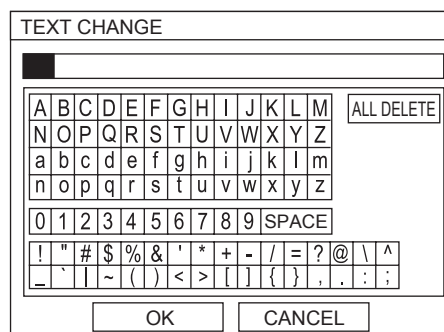 TEXT CHANGE
A B C D E F G H I J K L M ALL DELETE
N O P Q R S T U V W X Y Z
a b c d e f g h i j k l m
n o p q r s t u v w x y z
0 1 2 3 4 5 6 7 8 9 SPACE
! " # $ % & ' * + - / = ? @ \ ^
_ ` | ~ ( ) < > [ ] { } , . : ;
OK CANCEL